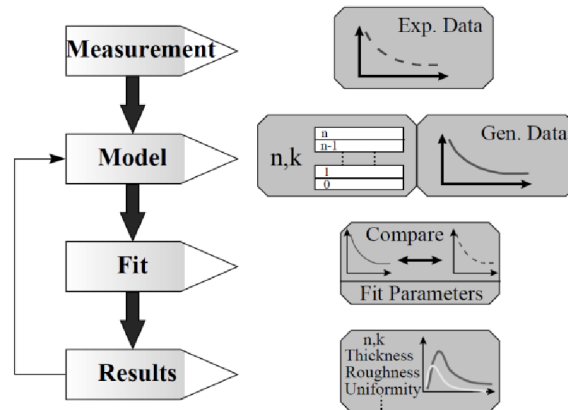 Measurement
Exp. Data
Model
n,k
n
n-1
1
0
Gen. Data
Fit
Compare
Fit Parameters
Results
n,k
Thickness
Roughness
Uniformity